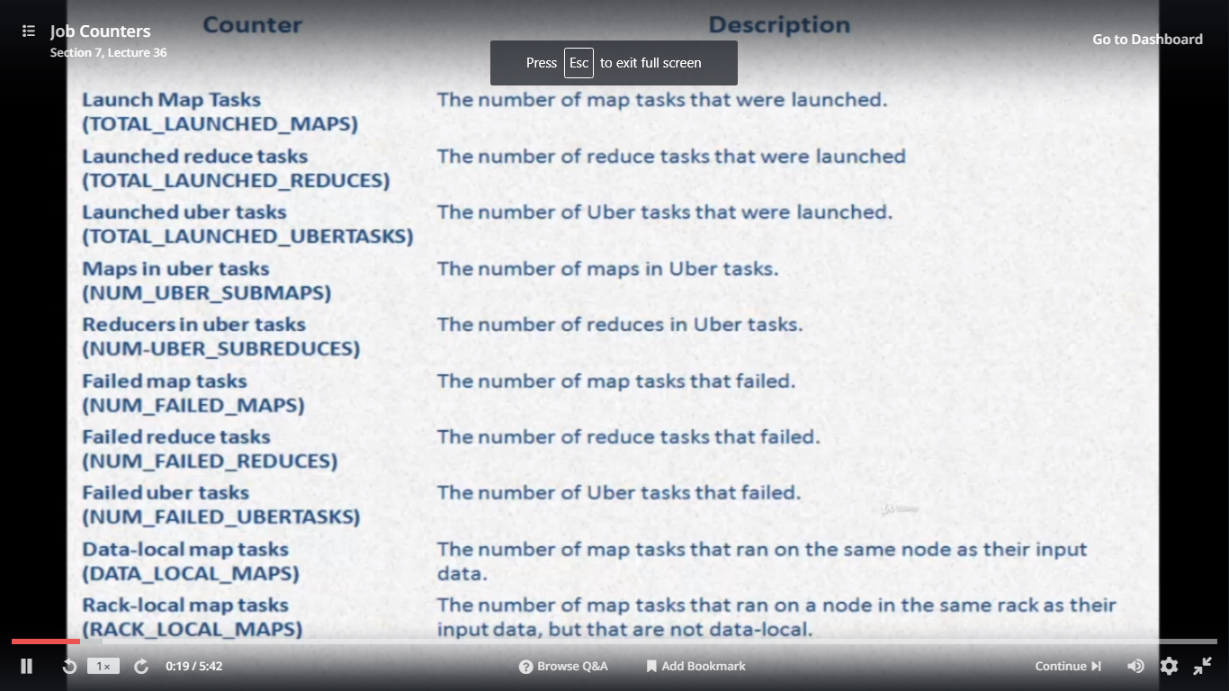 Job Counters
Section 7, Lecture 36
Go to Dashboard
Press Esc to exit full screen
Counter Description
Launch Map Tasks The number of map tasks that were launched.
(TOTAL_LAUNCHED_MAPS)
Launched reduce tasks The number of reduce tasks that were launched
(TOTAL_LAUNCHED_REDUCES)
Launched uber tasks The number of Uber tasks that were launched.
(TOTAL_LAUNCHED_UBERTASKS)
Maps in uber tasks The number of maps in Uber tasks.
(NUM_UBER_SUBMAPS)
Reducers in uber tasks The number of reduces in Uber tasks.
(NUM-UBER_SUBREDUCES)
Failed map tasks The number of map tasks that failed.
(NUM_FAILED_MAPS)
Failed reduce tasks The number of reduce tasks that failed.
(NUM_FAILED_REDUCES)
Failed uber tasks The number of Uber tasks that failed.
(NUM_FAILED_UBERTASKS)
Data-local map tasks The number of map tasks that ran on the same node as their input
(DATA_LOCAL_MAPS) data.
Rack-local map tasks The number of map tasks that ran on a node in the same rack as their
(RACK_LOCAL_MAPS) input data, but that are not data-local.
1x 0:19 / 5:42 Browse Q&A Add Bookmark Continue